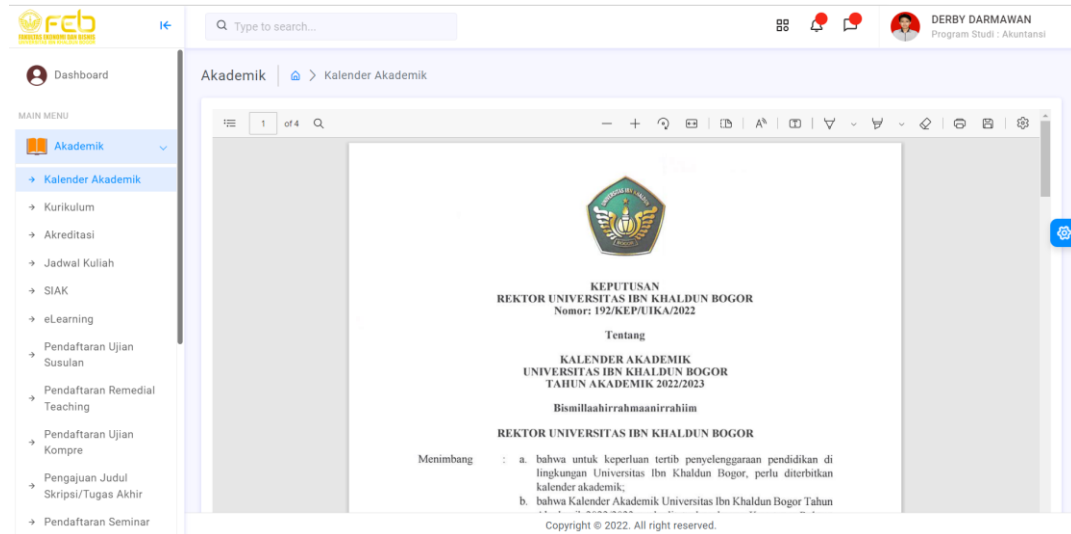 FEB
FAKULTAS EKONOMI DAN BISNIS
Type to search...
DERBY DARMAWAN
Program Studi : Akuntansi
Dashboard
MAIN MENU
Akademik
Kalender Akademik
Kurikulum
Akreditasi
Jadwal Kuliah
SIAK
eLearning
Pendaftaran Ujian
Susulan
Pendaftaran Remedial
Teaching
Pendaftaran Ujian
Kompre
Pengajuan Judul
Skripsi/Tugas Akhir
Pendaftaran Seminar
Akademik
> Kalender Akademik
1 of 4
KEPUTUSAN
REKTOR UNIVERSITAS IBN KHALDUN BOGOR
Nomor: 192/KEP/UIKA/2022
Tentang
KALENDER AKADEMIK
UNIVERSITAS IBN KHALDUN BOGOR
TAHUN AKADEMIK 2022/2023
Bismillaahirrahmaanirrahiim
REKTOR UNIVERSITAS IBN KHALDUN BOGOR
Menimbang : a. bahwa untuk keperluan tertib penyelenggaraan pendidikan di
lingkungan Universitas Ibn Khaldun Bogor, perlu diterbitkan
kalender akademik;
b. bahwa Kalender Akademik Universitas Ibn Khaldun Bogor Tahun
Copyright © 2022. All right reserved.